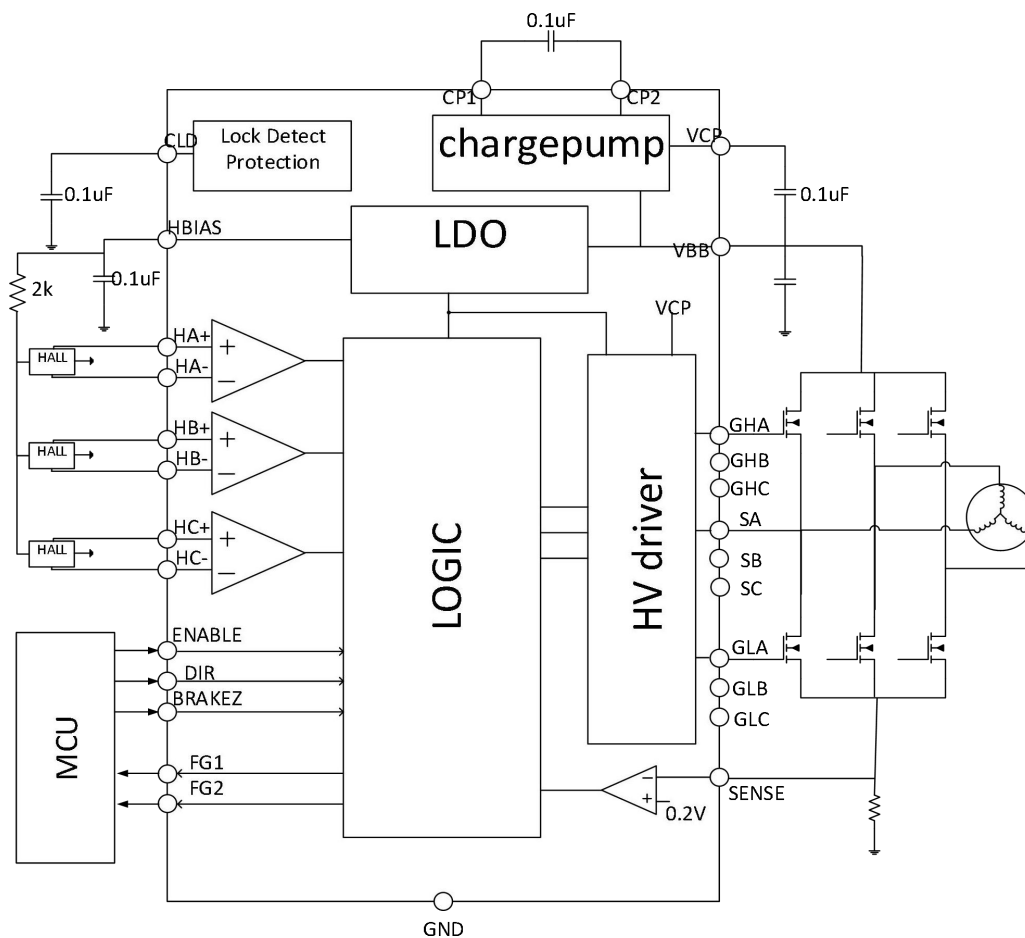 0.1uF
CP1
CP2
CLD
Lock Detect
Protection
chargepump
VCP
0.1uF
0.1uF
HBIAS
LDO
VBB
0.1uF
2k
VCP
HALL
HA+
HA-
+
−
HALL
HB+
HB-
+
−
HALL
HC+
HC-
+
−
LOGIC
HV driver
GHA
GHB
GHC
SA
SB
SC
GLA
GLB
GLC
MCU
ENABLE
DIR
BRAKEZ
FG1
FG2
−
+
0.2V
SENSE
GND